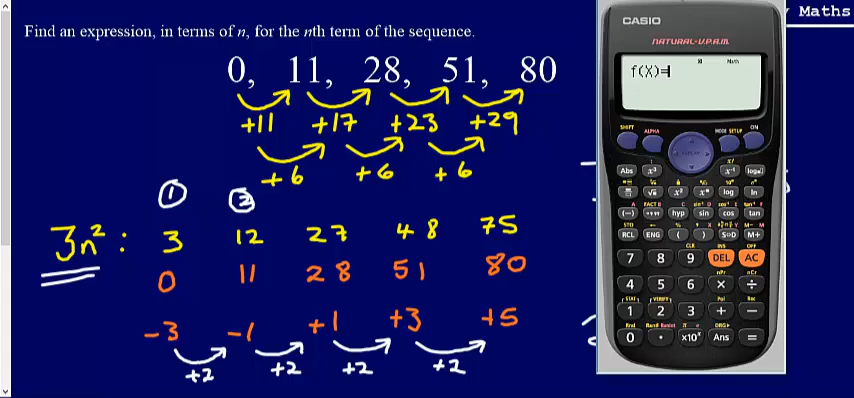 Maths
Find an expression, in terms of n, for the nth term of the sequence.
0, 11, 28, 51, 80
+11 +17 +23 +29
+6 +6 +6
① ②
3n²: 3 12 27 48 75
0 11 28 51 80
-3 -1 +1 +3 +5
+2 +2 +2 +2
CASIO
NATURAL-V.P.A.M.
Math
f(X)=
SHIFT ALPHA MODE SETUP ON
Abs x³ x⁻¹ log
√ x² log ln
(−) hyp sin cos tan
RCL ENG ( ) S⇔D M+
7 8 9 DEL AC
4 5 6 × ÷
1 2 3 + −
0 . ×10ˣ Ans =